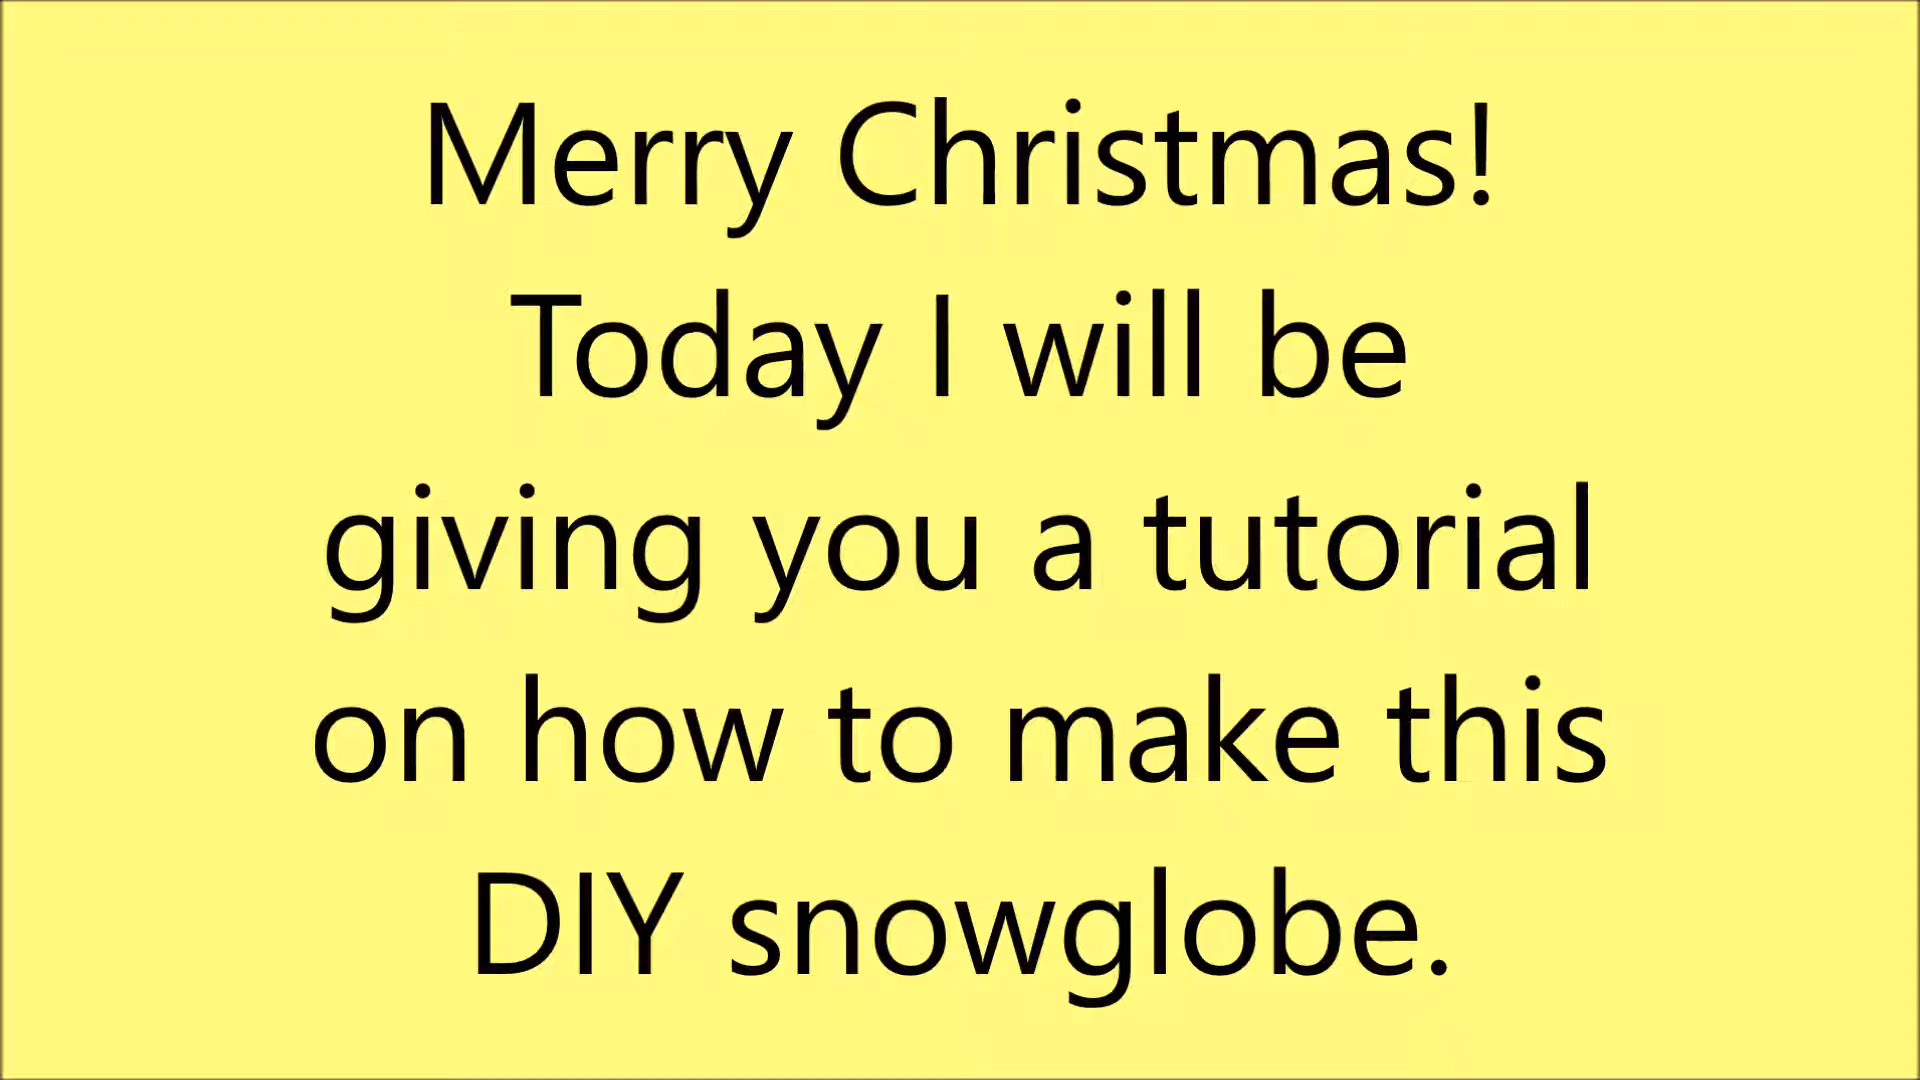 Merry Christmas!
Today I will be
giving you a tutorial
on how to make this
DIY snowglobe.